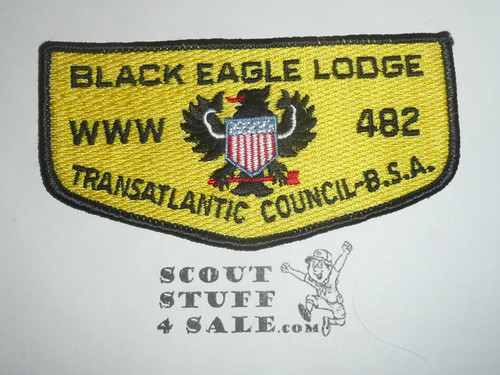 BLACK EAGLE LODGE
WWW 482
TRANSATLANTIC COUNCIL-B.S.A.
SCOUT
STUFF
4 SALE.COM